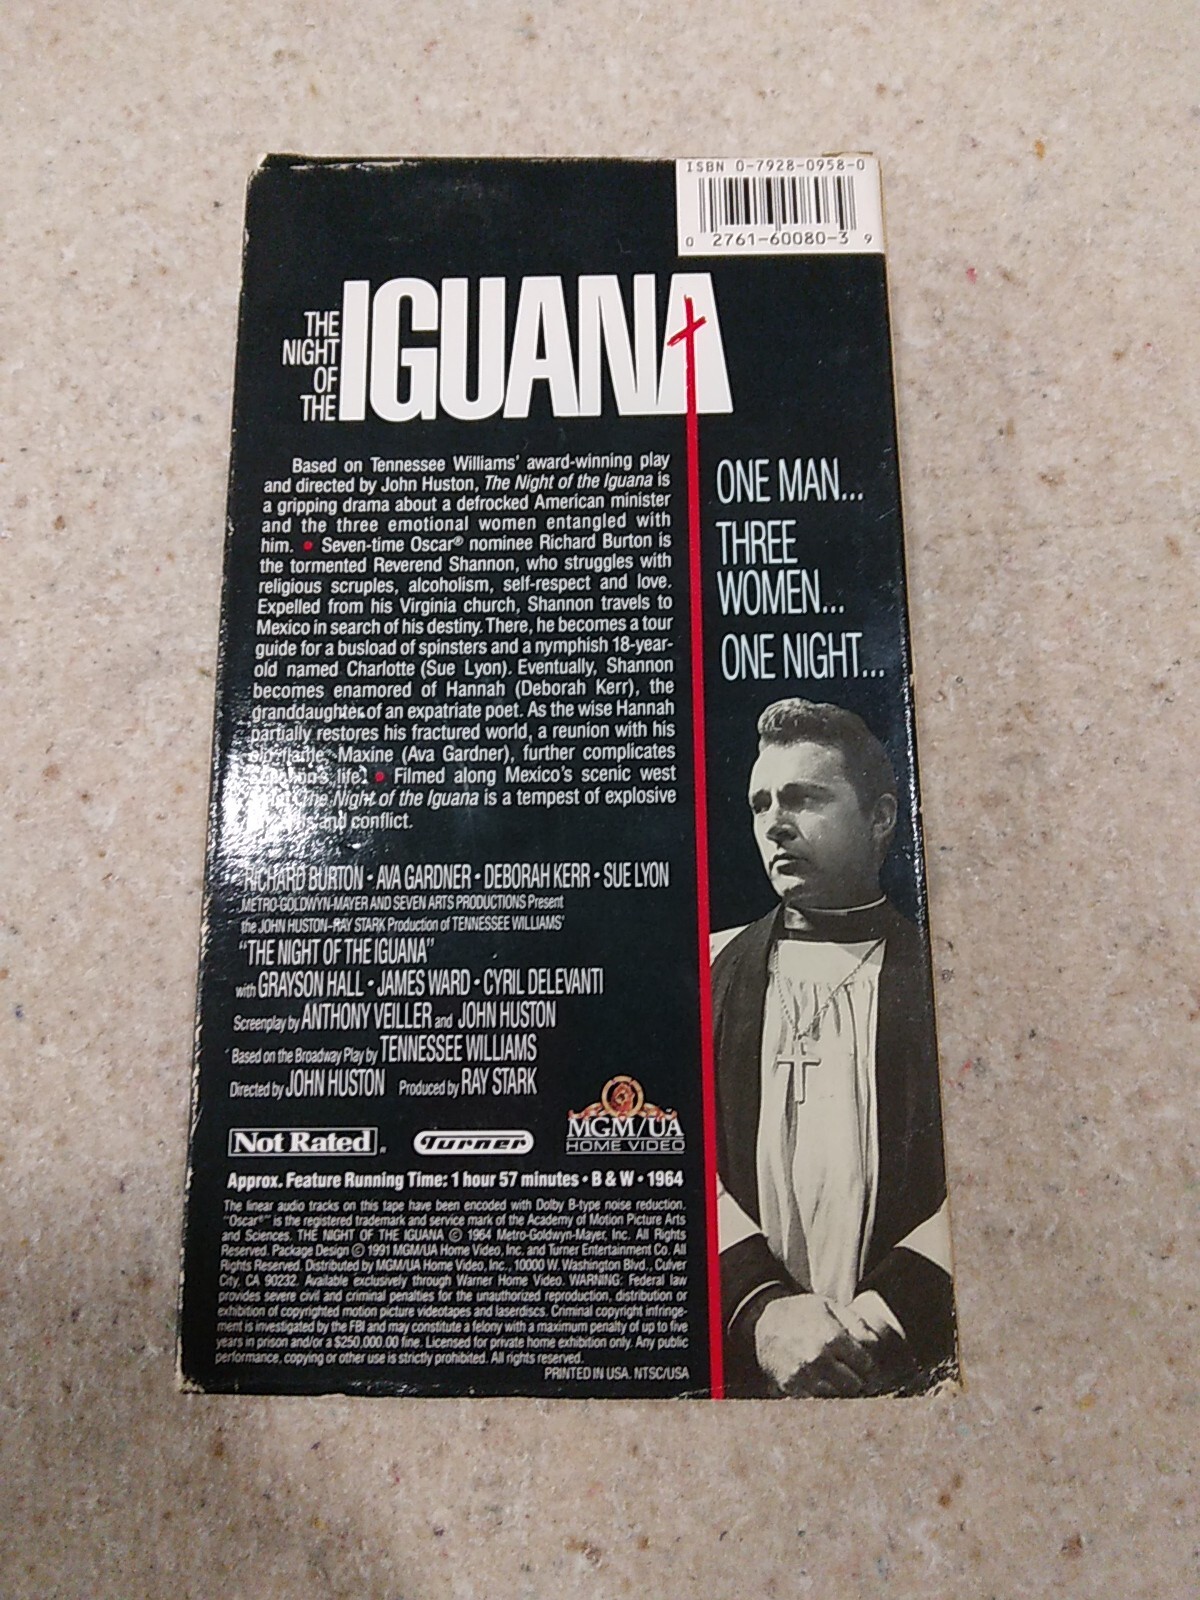 ISBN 0-7928-0958-0
0 2761-60080-3 9
THE
NIGHT
OF
THE
IGUANA
Based on Tennessee Williams' award-winning play
and directed by John Huston, The Night of the Iguana is
a gripping drama about a defrocked American minister
and the three emotional women entangled with
him. • Seven-time Oscar® nominee Richard Burton is
the tormented Reverend Shannon, who struggles with
religious scruples, alcoholism, self-respect and love.
Expelled from his Virginia church, Shannon travels to
Mexico in search of his destiny. There, he becomes a tour
guide for a busload of spinsters and a nymphish 18-year-
old named Charlotte (Sue Lyon). Eventually, Shannon
becomes enamored of Hannah (Deborah Kerr), the
granddaughter of an expatriate poet. As the wise Hannah
partially restores his fractured world, a reunion with his
old flame, Maxine (Ava Gardner), further complicates
Shannon's life. • Filmed along Mexico's scenic west
The Night of the Iguana is a tempest of explosive
and conflict.
ONE MAN...
THREE
WOMEN...
ONE NIGHT...
RICHARD BURTON • AVA GARDNER • DEBORAH KERR • SUE LYON
METRO-GOLDWYN-MAYER AND SEVEN ARTS PRODUCTIONS Present
the JOHN HUSTON-RAY STARK Production of TENNESSEE WILLIAMS'
"THE NIGHT OF THE IGUANA"
with GRAYSON HALL • JAMES WARD • CYRIL DELEVANTI
Screenplay by ANTHONY VEILLER and JOHN HUSTON
Based on the Broadway Play by TENNESSEE WILLIAMS
Directed by JOHN HUSTON Produced by RAY STARK
Not Rated
Turner
MGM/UA
HOME VIDEO
Approx. Feature Running Time: 1 hour 57 minutes • B & W • 1964
The linear audio tracks on this tape have been encoded with Dolby B-type noise reduction.
"Oscar®" is the registered trademark and service mark of the Academy of Motion Picture Arts
and Sciences. THE NIGHT OF THE IGUANA © 1964 Metro-Goldwyn-Mayer, Inc. All Rights
Reserved. Package Design © 1991 MGM/UA Home Video, Inc. and Turner Entertainment Co. All
Rights Reserved. Distributed by MGM/UA Home Video, Inc., 10000 W. Washington Blvd., Culver
City, CA 90232. Available exclusively through Warner Home Video. WARNING: Federal law
provides severe civil and criminal penalties for the unauthorized reproduction, distribution or
exhibition of copyrighted motion picture videotapes and laserdiscs. Criminal copyright infringe-
ment is investigated by the FBI and may constitute a felony with a maximum penalty of up to five
years in prison and/or a $250,000.00 fine. Licensed for private home exhibition only. Any public
performance, copying or other use is strictly prohibited. All rights reserved.
PRINTED IN USA. NTSC/USA